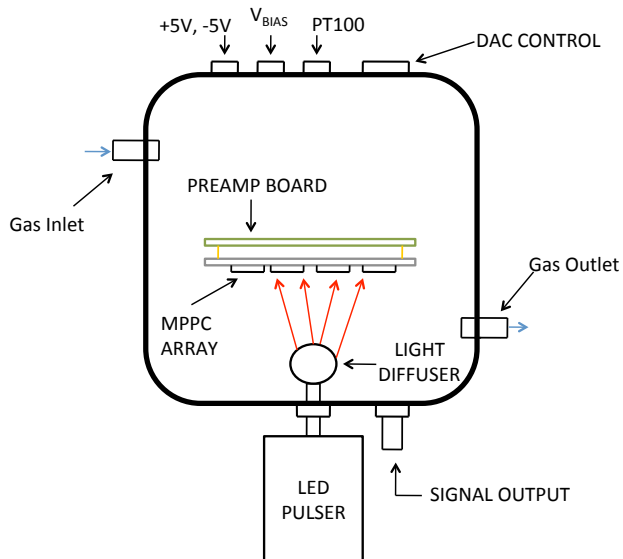 +5V, -5V
V_BIAS
PT100
DAC CONTROL
Gas Inlet
PREAMP BOARD
Gas Outlet
MPPC
ARRAY
LIGHT
DIFFUSER
LED
PULSER
SIGNAL OUTPUT